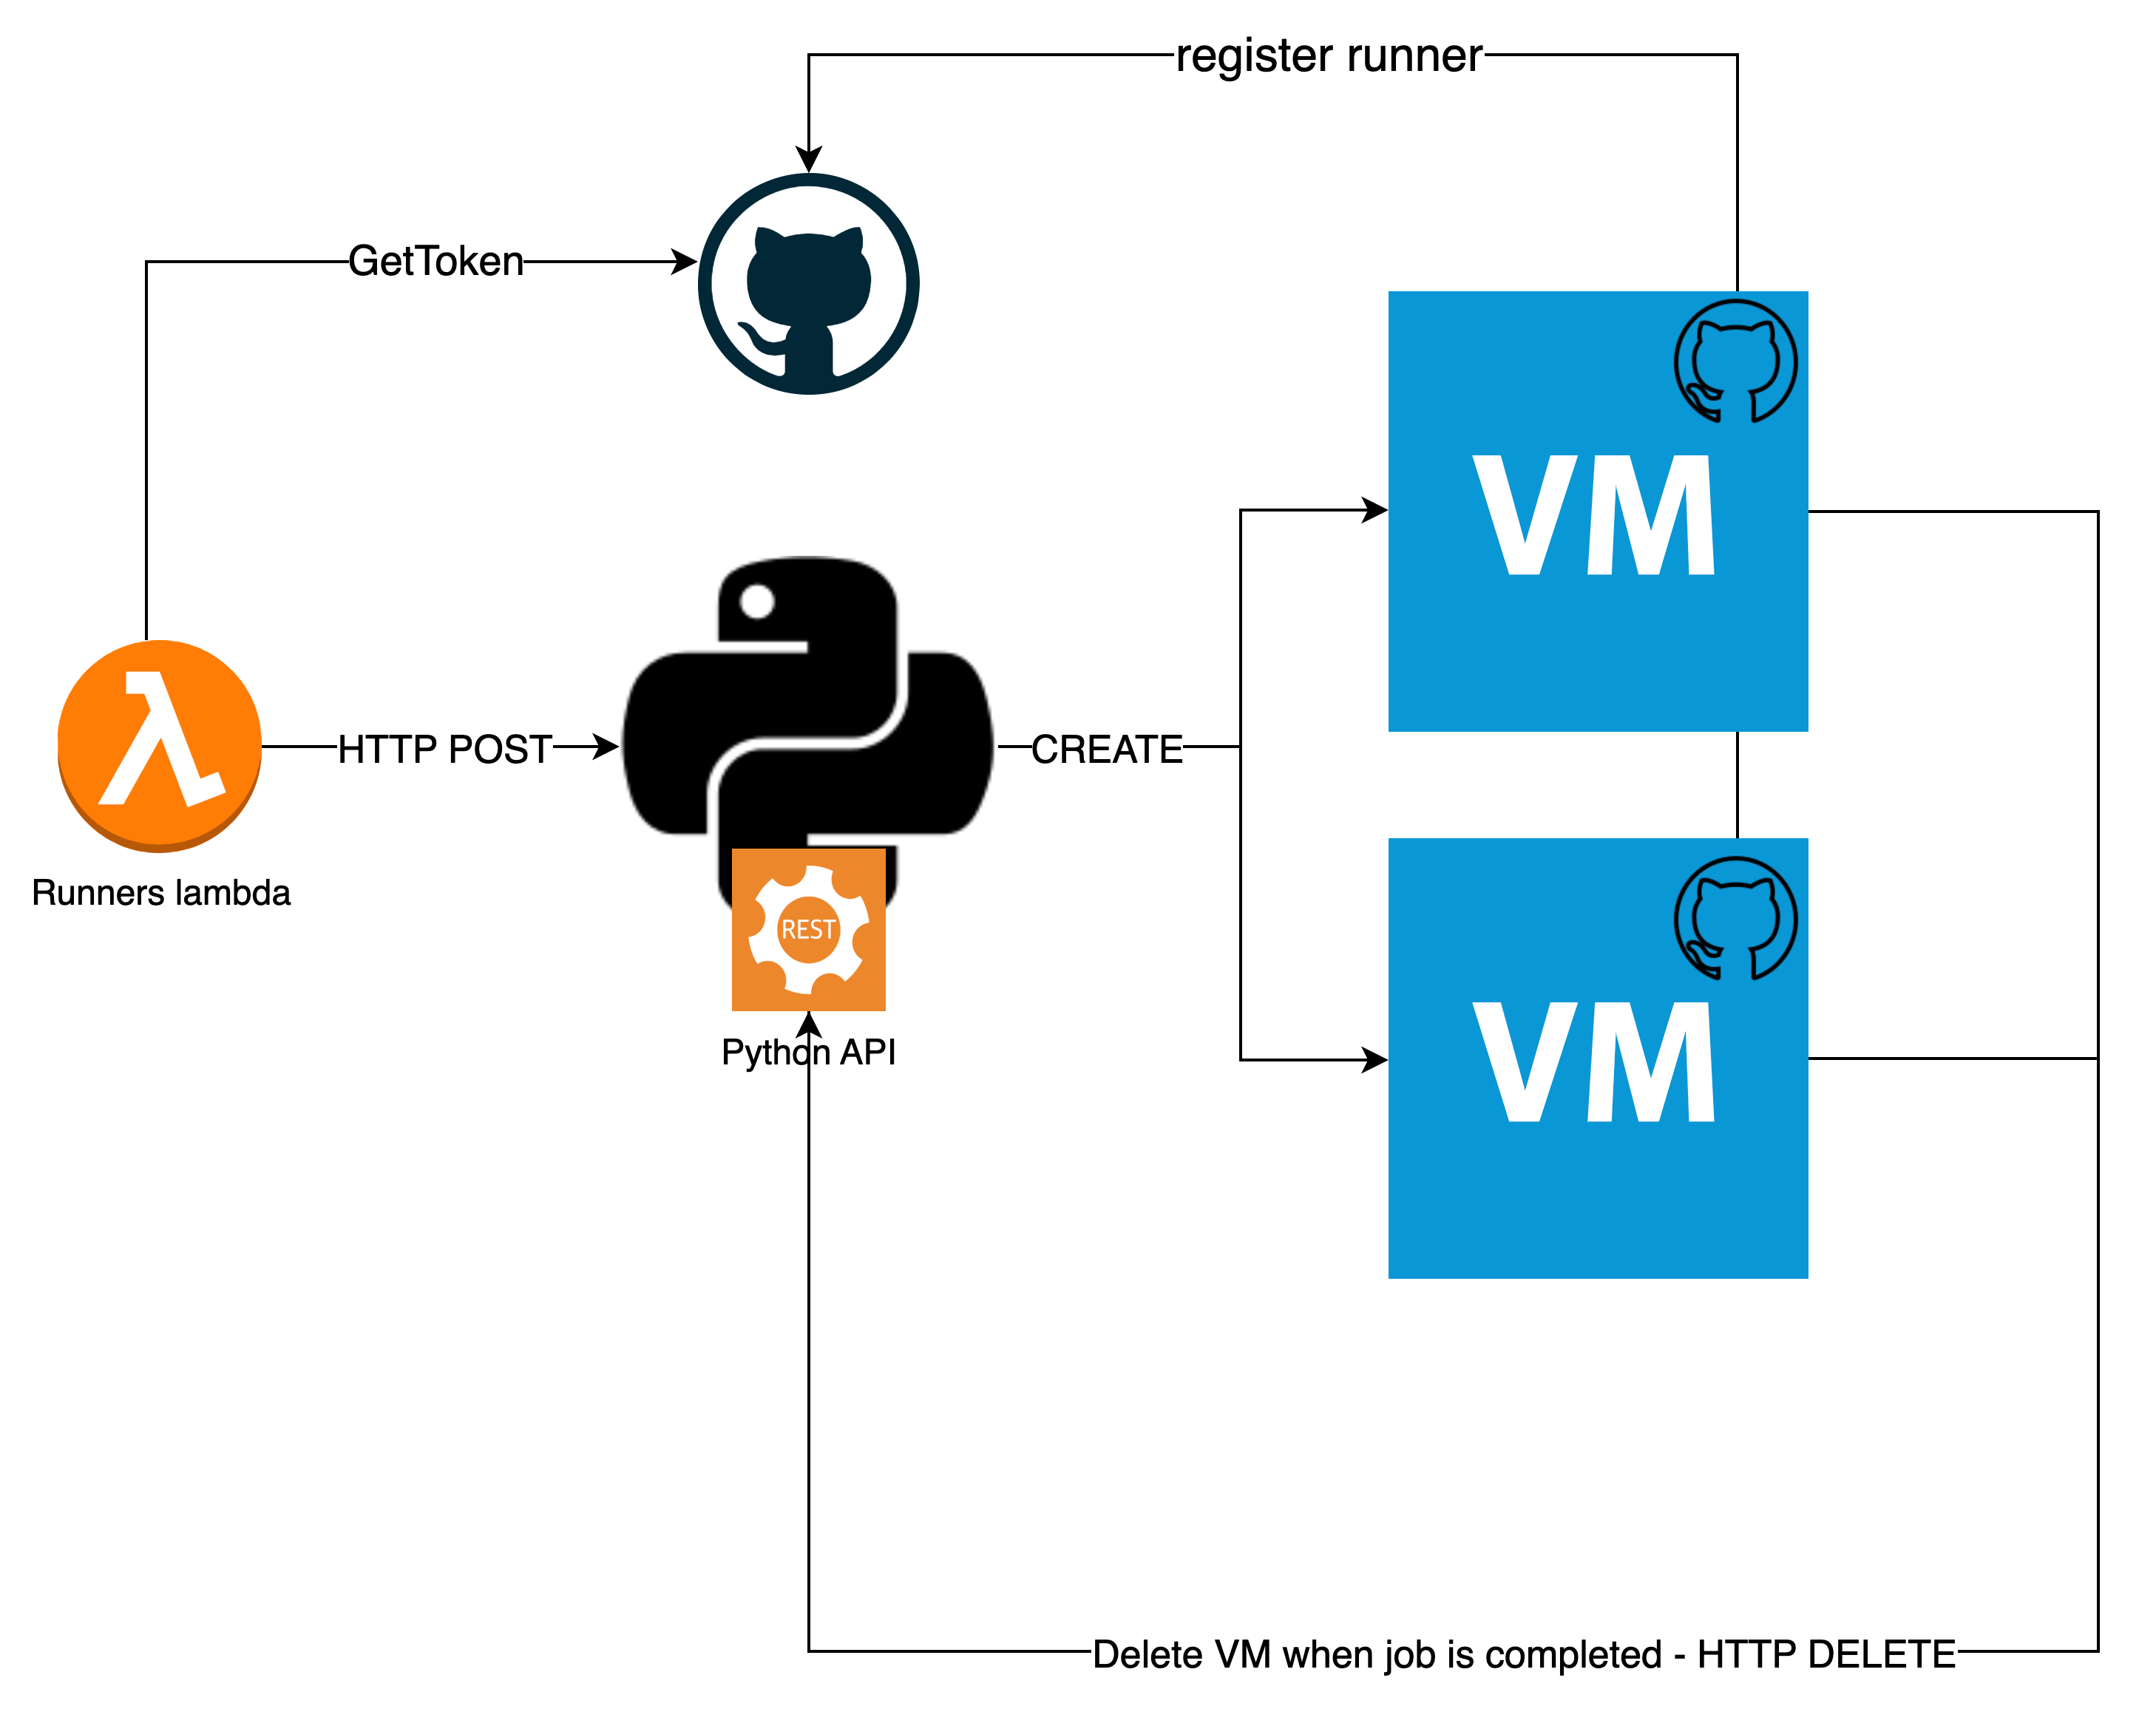 register runner
GetToken
VM
HTTP POST
CREATE
Runners lambda
REST
Python API
VM
Delete VM when job is completed - HTTP DELETE